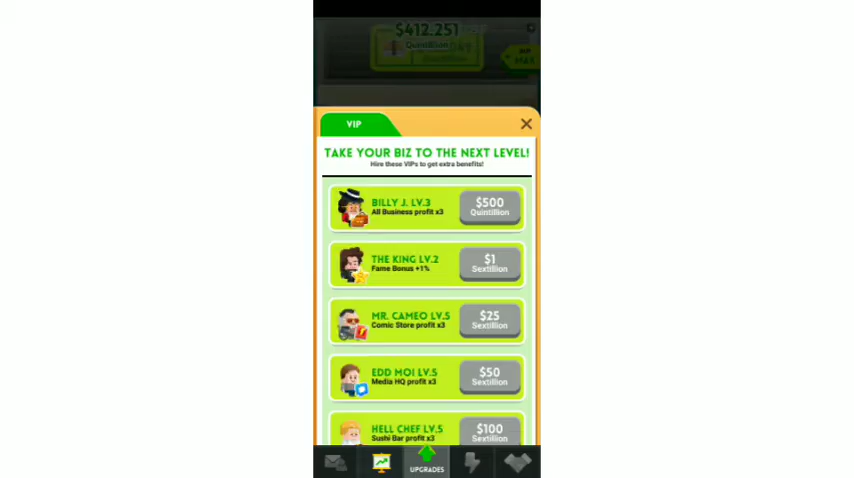 $412.251
Quintillion
MAX
VIP
TAKE YOUR BIZ TO THE NEXT LEVEL!
Hire these VIPs to get extra benefits!
BILLY J. LV.3
All Business profit x3
$500
Quintillion
THE KING LV.2
Fame Bonus +1%
$1
Sextillion
MR. CAMEO LV.5
Comic Store profit x3
$25
Sextillion
EDD MOI LV.5
Media HQ profit x3
$50
Sextillion
HELL CHEF LV.5
Sushi Bar profit x3
$100
Sextillion
UPGRADES